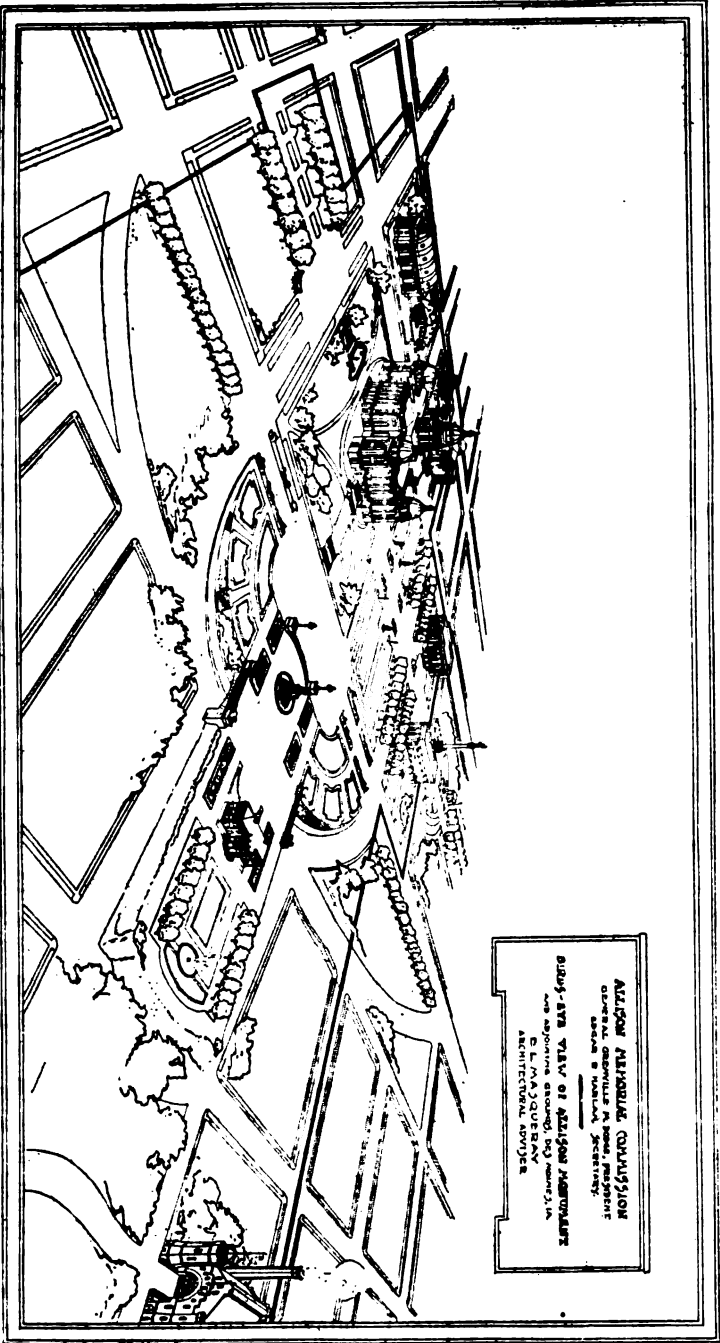 ALLISON MEMORIAL COMMISSION
GENERAL GRENVILLE M DODGE, PRESIDENT
EDGAR R HARLAN, SECRETARY.
BIRDS-EYE VIEW OF ALLISON MONUMENT
AND ADJOINING GROUNDS, DES MOINES, IA
E L MASQUERAY
ARCHITECTURAL ADVISER